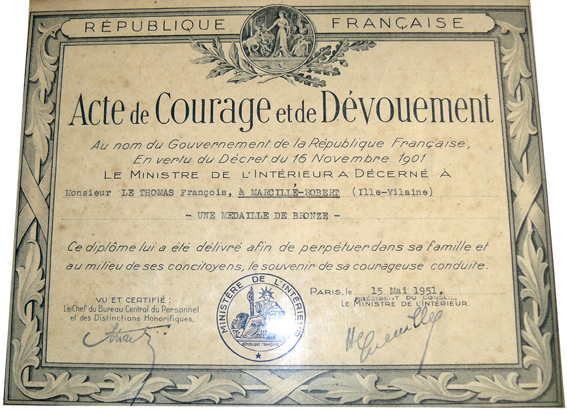 RÉPUBLIQUE FRANÇAISE
Acte de Courage et de Dévouement
Au nom du Gouvernement de la République Française,
En vertu du Décret du 16 Novembre 1901
LE MINISTRE DE L'INTÉRIEUR A DÉCERNÉ À
Monsieur LE THOMAS François, à MARCILLÉ-ROBERT (Ille-Vilaine)
- UNE MEDAILLE DE BRONZE -
Ce diplôme lui a été délivré afin de perpétuer dans sa famille et
au milieu de ses concitoyens, le souvenir de sa courageuse conduite.
PARIS, le 15 Mai 1951.
PRÉSIDENT DU CONSEIL
LE MINISTRE DE L'INTÉRIEUR.
VU ET CERTIFIÉ:
Le Chef du Bureau Central du Personnel
et des Distinctions Honorifiques,
MINISTÈRE DE L'INTÉRIEUR
RÉPUBLIQUE FRANÇAISE